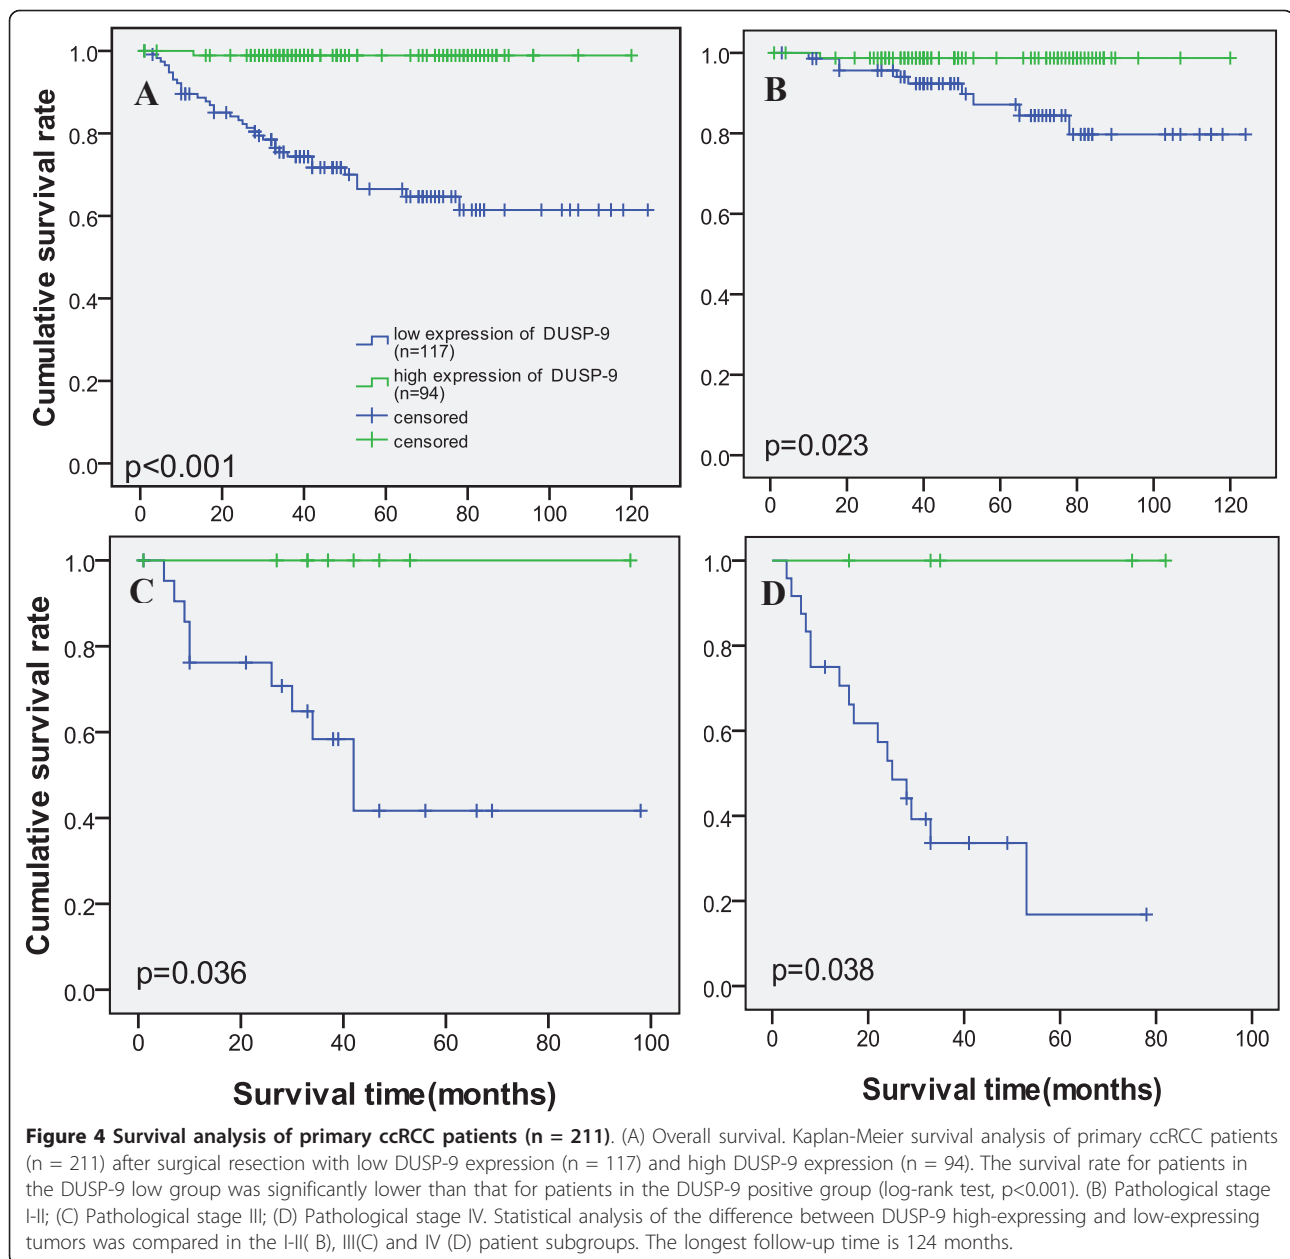 Cumulative survival rate
1.0
0.8
0.6
0.4
0.2
0.0
A
low expression of DUSP-9
(n=117)
high expression of DUSP-9
(n=94)
censored
censored
p<0.001
0 20 40 60 80 100 120
1.0
0.8
0.6
0.4
0.2
0.0
B
p=0.023
0 20 40 60 80 100 120
Cumulative survival rate
1.0
0.8
0.6
0.4
0.2
0.0
C
p=0.036
0 20 40 60 80 100
Survival time(months)
1.0
0.8
0.6
0.4
0.2
0.0
D
p=0.038
0 20 40 60 80 100
Survival time(months)
Figure 4 Survival analysis of primary ccRCC patients (n = 211). (A) Overall survival. Kaplan-Meier survival analysis of primary ccRCC patients
(n = 211) after surgical resection with low DUSP-9 expression (n = 117) and high DUSP-9 expression (n = 94). The survival rate for patients in
the DUSP-9 low group was significantly lower than that for patients in the DUSP-9 positive group (log-rank test, p<0.001). (B) Pathological stage
I-II; (C) Pathological stage III; (D) Pathological stage IV. Statistical analysis of the difference between DUSP-9 high-expressing and low-expressing
tumors was compared in the I-II( B), III(C) and IV (D) patient subgroups. The longest follow-up time is 124 months.